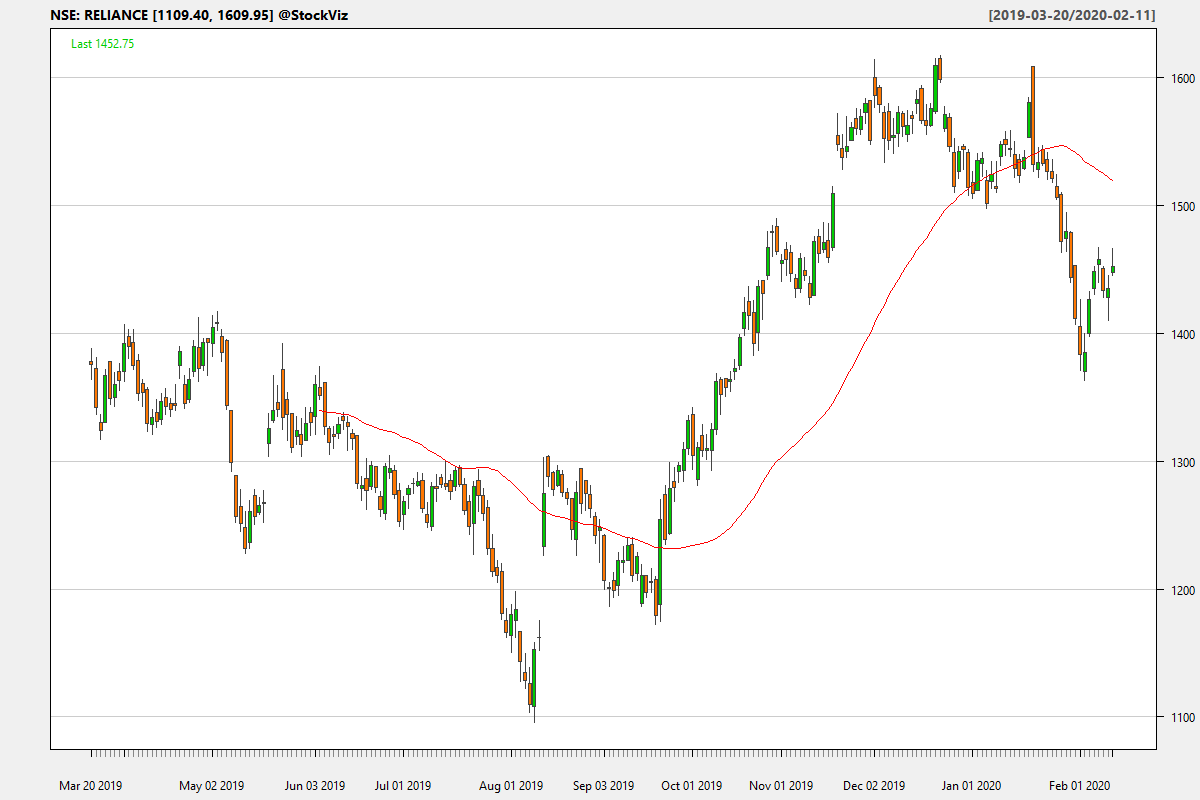 NSE: RELIANCE [1109.40, 1609.95] @StockViz [2019-03-20/2020-02-11]
Last 1452.75
1600
1500
1400
1300
1200
1100
Mar 20 2019 May 02 2019 Jun 03 2019 Jul 01 2019 Aug 01 2019 Sep 03 2019 Oct 01 2019 Nov 01 2019 Dec 02 2019 Jan 01 2020 Feb 01 2020